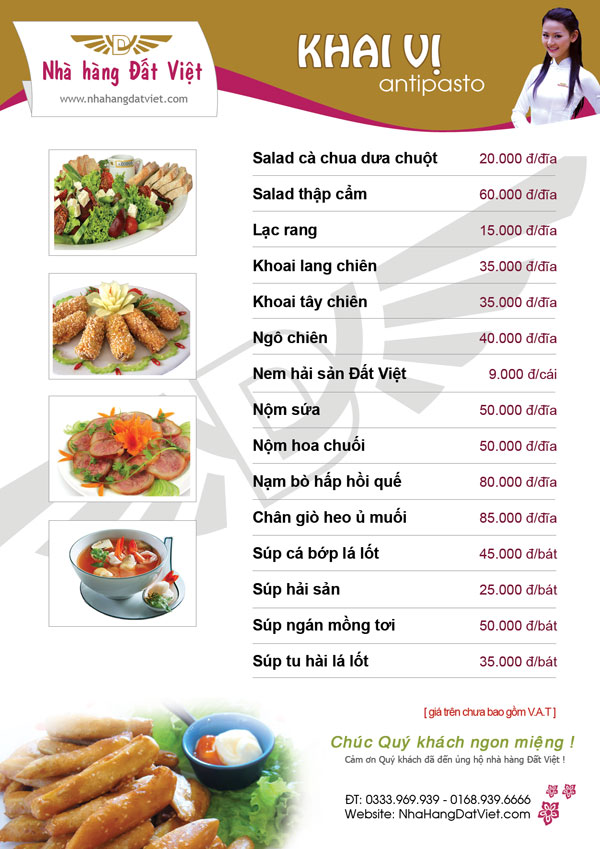 D
Nhà hàng Đất Việt
www.nhahangdatviet.com
KHAI VỊ
antipasto
Salad cà chua dưa chuột 20.000 đ/đĩa
Salad thập cẩm 60.000 đ/đĩa
Lạc rang 15.000 đ/đĩa
Khoai lang chiên 35.000 đ/đĩa
Khoai tây chiên 35.000 đ/đĩa
Ngô chiên 40.000 đ/đĩa
Nem hải sản Đất Việt 9.000 đ/cái
Nộm sứa 50.000 đ/đĩa
Nộm hoa chuối 50.000 đ/đĩa
Nạm bò hấp hồi quế 80.000 đ/đĩa
Chân giò heo ủ muối 85.000 đ/đĩa
Súp cá bớp lá lốt 45.000 đ/bát
Súp hải sản 25.000 đ/bát
Súp ngán mồng tơi 50.000 đ/bát
Súp tu hài lá lốt 35.000 đ/bát
[ giá trên chưa bao gồm V.A.T ]
Chúc Quý khách ngon miệng !
Cảm ơn Quý khách đã đến ủng hộ nhà hàng Đất Việt !
ĐT: 0333.969.939 - 0168.939.6666
Website: NhaHangDatViet.com